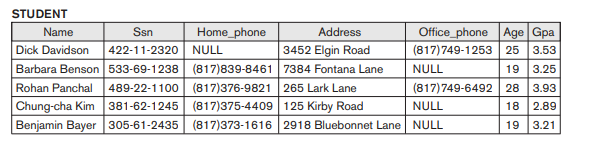 STUDENT
Name Ssn Home_phone Address Office_phone Age Gpa
Dick Davidson 422-11-2320 NULL 3452 Elgin Road (817)749-1253 25 3.53
Barbara Benson 533-69-1238 (817)839-8461 7384 Fontana Lane NULL 19 3.25
Rohan Panchal 489-22-1100 (817)376-9821 265 Lark Lane (817)749-6492 28 3.93
Chung-cha Kim 381-62-1245 (817)375-4409 125 Kirby Road NULL 18 2.89
Benjamin Bayer 305-61-2435 (817)373-1616 2918 Bluebonnet Lane NULL 19 3.21